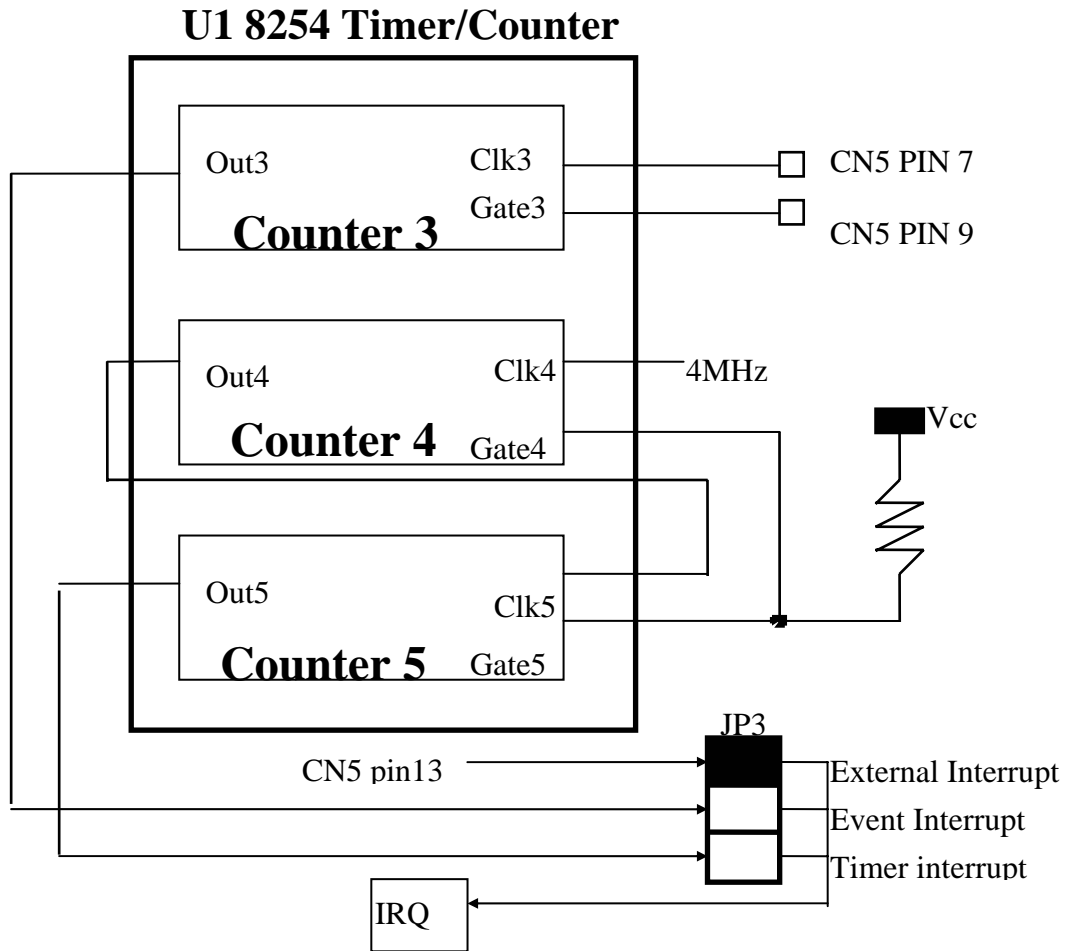 U1 8254 Timer/Counter
Out3
Clk3
Gate3
Counter 3
CN5 PIN 7
CN5 PIN 9
Out4
Clk4
4MHz
Counter 4
Gate4
Vcc
Out5
Clk5
Counter 5
Gate5
JP3
CN5 pin13
External Interrupt
Event Interrupt
Timer interrupt
IRQ